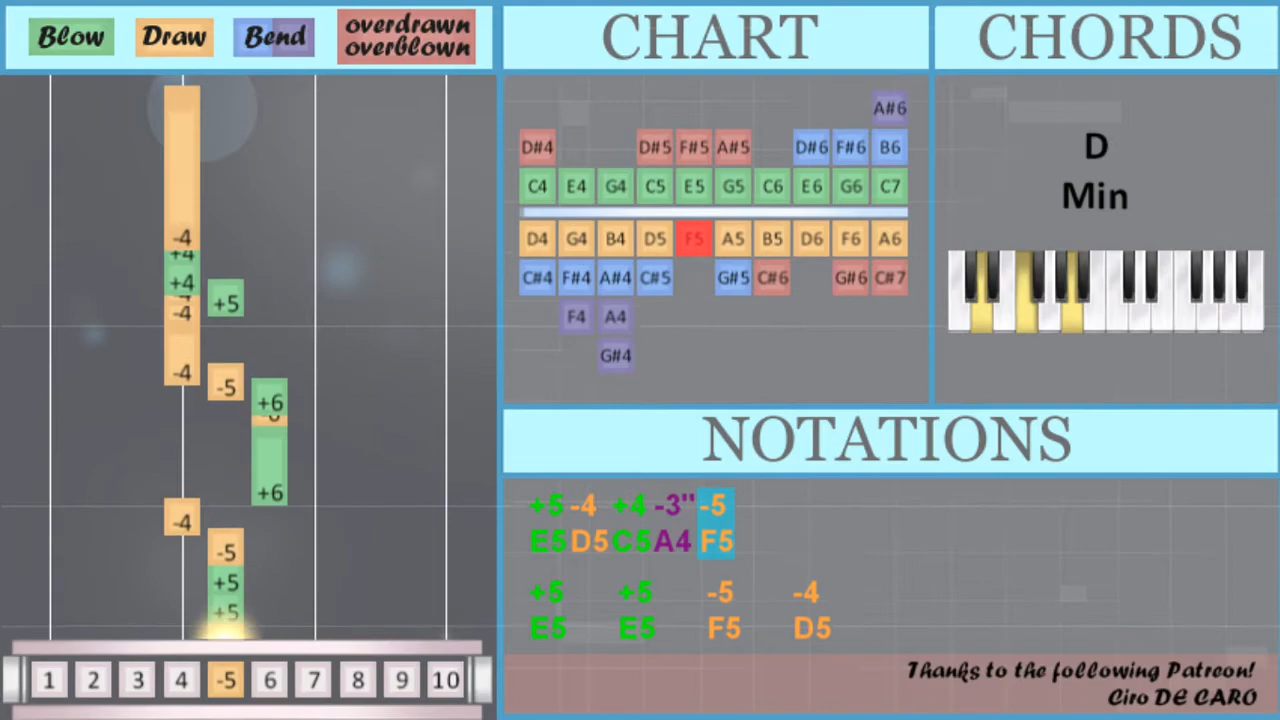 Blow Draw Bend overdrawn
overblown
CHART
CHORDS
-4
+4
+4
+5
-4
-4
-4
-5
+6
-6
+6
-4
-5
+5
+5
1 2 3 4 -5 6 7 8 9 10
A#6
D#4 D#5 F#5 A#5 D#6 F#6 B6
C4 E4 G4 C5 E5 G5 C6 E6 G6 C7
D4 G4 B4 D5 F5 A5 B5 D6 F6 A6
C#4 F#4 A#4 C#5 G#5 C#6 G#6 C#7
F4 A4
G#4
D
Min
NOTATIONS
+5 -4 +4 -3" -5
E5 D5 C5 A4 F5
+5 +5 -5 -4
E5 E5 F5 D5
Thanks to the following Patreon!
Ciro DE CARO